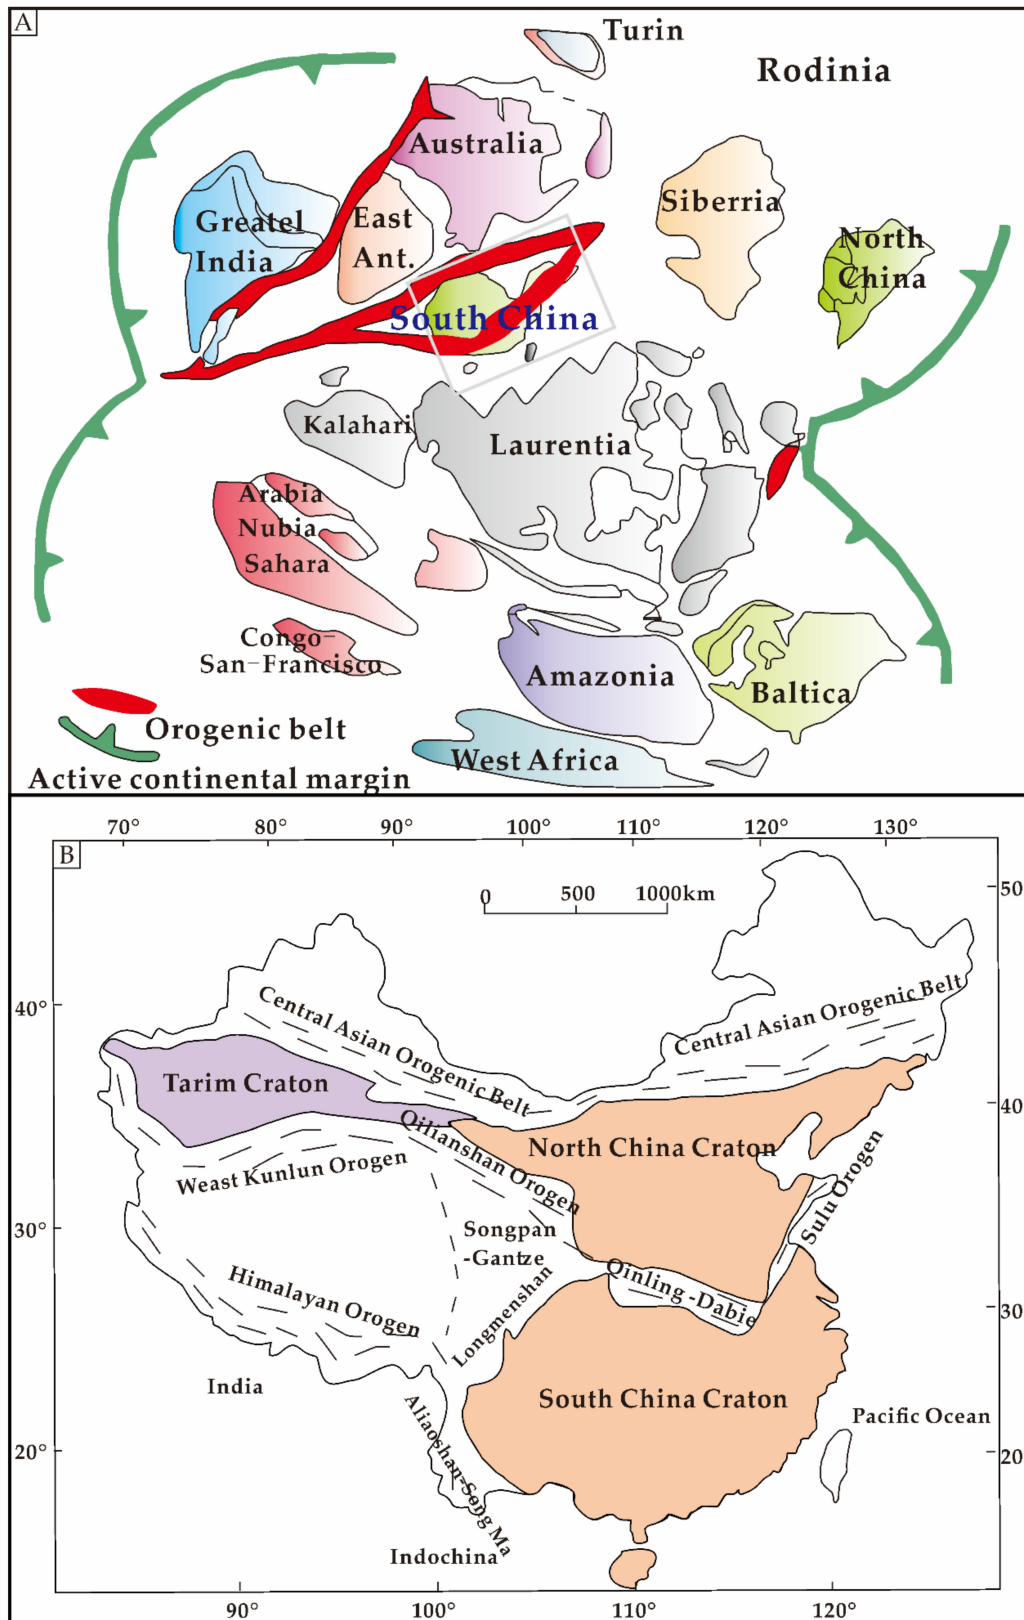 A
Turin
Rodinia
Australia
Siberria
Greatel
India
East
Ant.
North
China
South China
Kalahari
Laurentia
Arabia
Nubia
Sahara
Congo-
San-Francisco
Amazonia
Baltica
West Africa
Orogenic belt
Active continental margin
B
70° 80° 90° 100° 110° 120° 130°
0 500 1000km
50
40°
Central Asian Orogenic Belt
Central Asian Orogenic Belt
Tarim Craton
40
Qilianshan Orogen
North China Craton
Weast Kunlun Orogen
Sulu Orogen
30°
Songpan
-Gantze
Himalayan Orogen
Longmenshan
Qinling-Dabie
30
India
South China Craton
Pacific Ocean
Aliaoshan-Song Ma
20°
20
Indochina
90° 100° 110° 120°